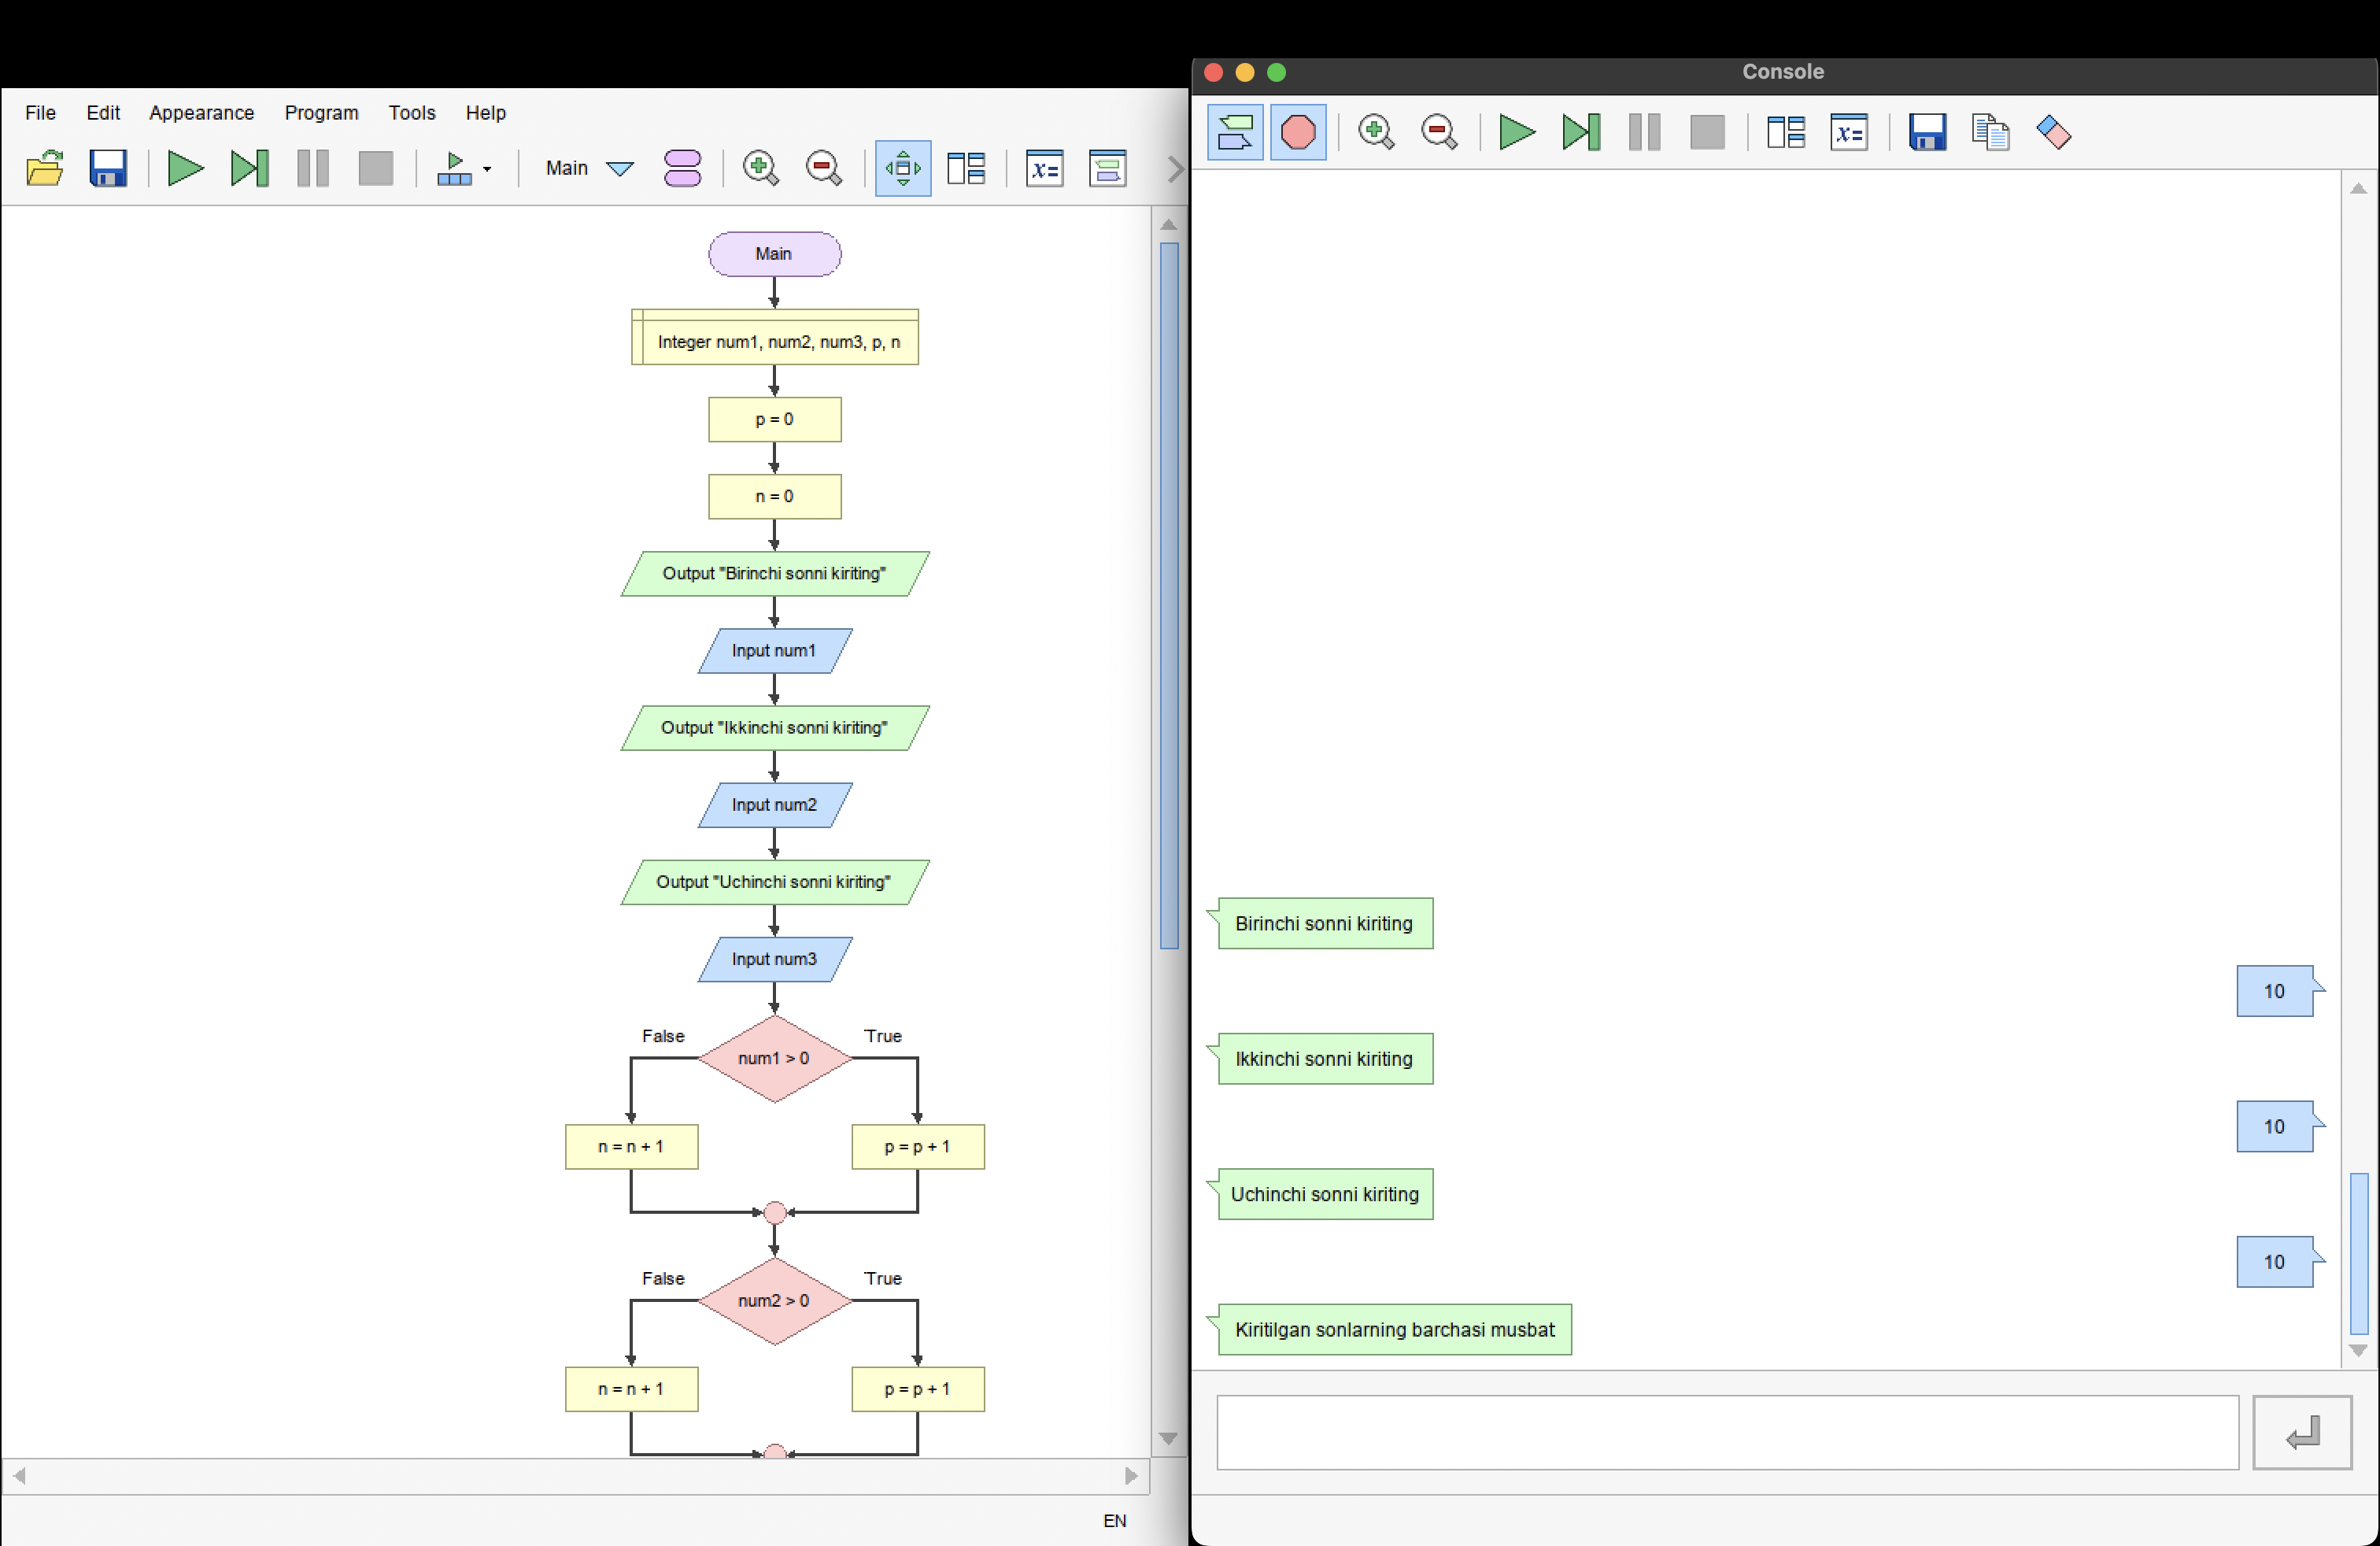 File Edit Appearance Program Tools Help
Main
x=
Main
Integer num1, num2, num3, p, n
p = 0
n = 0
Output "Birinchi sonni kiriting"
Input num1
Output "Ikkinchi sonni kiriting"
Input num2
Output "Uchinchi sonni kiriting"
Input num3
False True
num1 > 0
n = n + 1 p = p + 1
False True
num2 > 0
n = n + 1 p = p + 1
EN
Console
x=
Birinchi sonni kiriting
10
Ikkinchi sonni kiriting
10
Uchinchi sonni kiriting
10
Kiritilgan sonlarning barchasi musbat